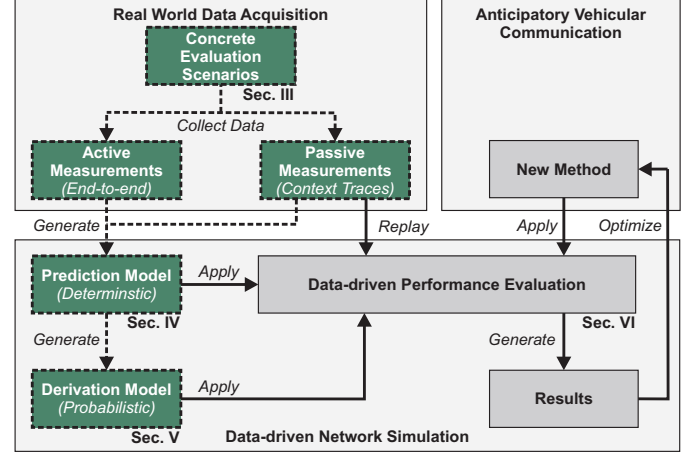 Real World Data Acquisition
Concrete
Evaluation
Scenarios
Sec. III
Collect Data
Active
Measurements
(End-to-end)
Passive
Measurements
(Context Traces)
Anticipatory Vehicular
Communication
New Method
Generate
Replay
Apply
Optimize
Prediction Model
(Determinstic)
Sec. IV
Apply
Data-driven Performance Evaluation
Sec. VI
Generate
Derivation Model
(Probabilistic)
Sec. V
Apply
Generate
Results
Data-driven Network Simulation